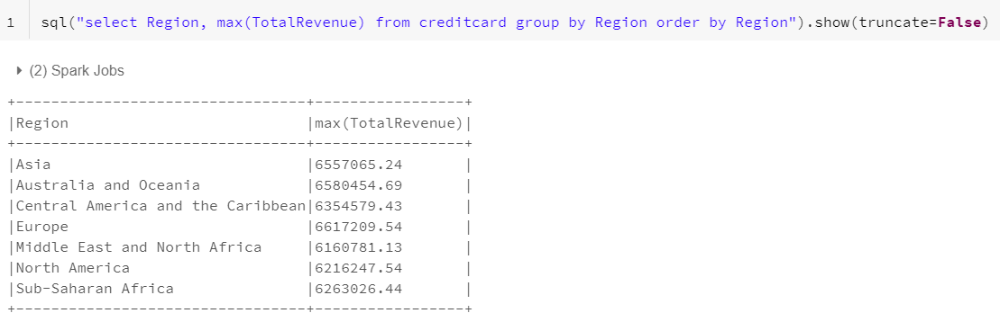 1 sql("select Region, max(TotalRevenue) from creditcard group by Region order by Region").show(truncate=False)
(2) Spark Jobs
+---------------------------------+-----------------+
|Region                           |max(TotalRevenue)|
+---------------------------------+-----------------+
|Asia                             |6557065.24       |
|Australia and Oceania            |6580454.69       |
|Central America and the Caribbean|6354579.43       |
|Europe                           |6617209.54       |
|Middle East and North Africa     |6160781.13       |
|North America                    |6216247.54       |
|Sub-Saharan Africa               |6263026.44       |
+---------------------------------+-----------------+